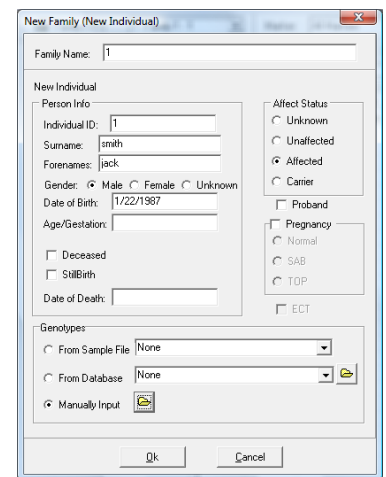 New Family (New Individual)
Family Name: 1
New Individual
Person Info
Individual ID: 1
Surname: smith
Forenames: jack
Gender: Male Female Unknown
Date of Birth: 1/22/1987
Age/Gestation:
Deceased
StillBirth
Date of Death:
Affect Status
Unknown
Unaffected
Affected
Carrier
Proband
Pregnancy
Normal
SAB
TOP
ECT
Genotypes
From Sample File None
From Database None
Manually Input
Ok Cancel